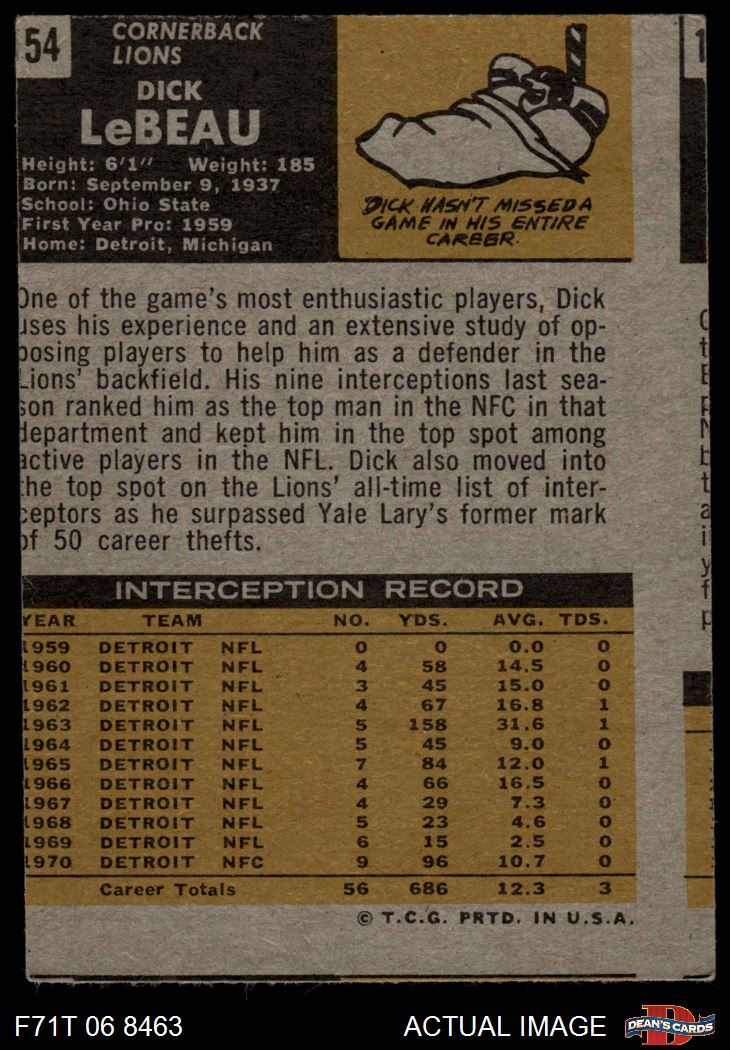 54
CORNERBACK
LIONS
DICK
LeBEAU
Height: 6'1" Weight: 185
Born: September 9, 1937
School: Ohio State
First Year Pro: 1959
Home: Detroit, Michigan
DICK HASN'T MISSED A
GAME IN HIS ENTIRE
CAREER.
One of the game's most enthusiastic players, Dick
uses his experience and an extensive study of op-
posing players to help him as a defender in the
Lions' backfield. His nine interceptions last sea-
son ranked him as the top man in the NFC in that
department and kept him in the top spot among
active players in the NFL. Dick also moved into
the top spot on the Lions' all-time list of inter-
ceptors as he surpassed Yale Lary's former mark
of 50 career thefts.
INTERCEPTION RECORD
YEAR TEAM NO. YDS. AVG. TDS.
1959 DETROIT NFL 0 0 0.0 0
1960 DETROIT NFL 4 58 14.5 0
1961 DETROIT NFL 3 45 15.0 0
1962 DETROIT NFL 4 67 16.8 1
1963 DETROIT NFL 5 158 31.6 1
1964 DETROIT NFL 5 45 9.0 0
1965 DETROIT NFL 7 84 12.0 1
1966 DETROIT NFL 4 66 16.5 0
1967 DETROIT NFL 4 29 7.3 0
1968 DETROIT NFL 5 23 4.6 0
1969 DETROIT NFL 6 15 2.5 0
1970 DETROIT NFC 9 96 10.7 0
Career Totals 56 686 12.3 3
© T.C.G. PRTD. IN U.S.A.
F71T 06 8463
ACTUAL IMAGE
D
DEAN'S CARDS